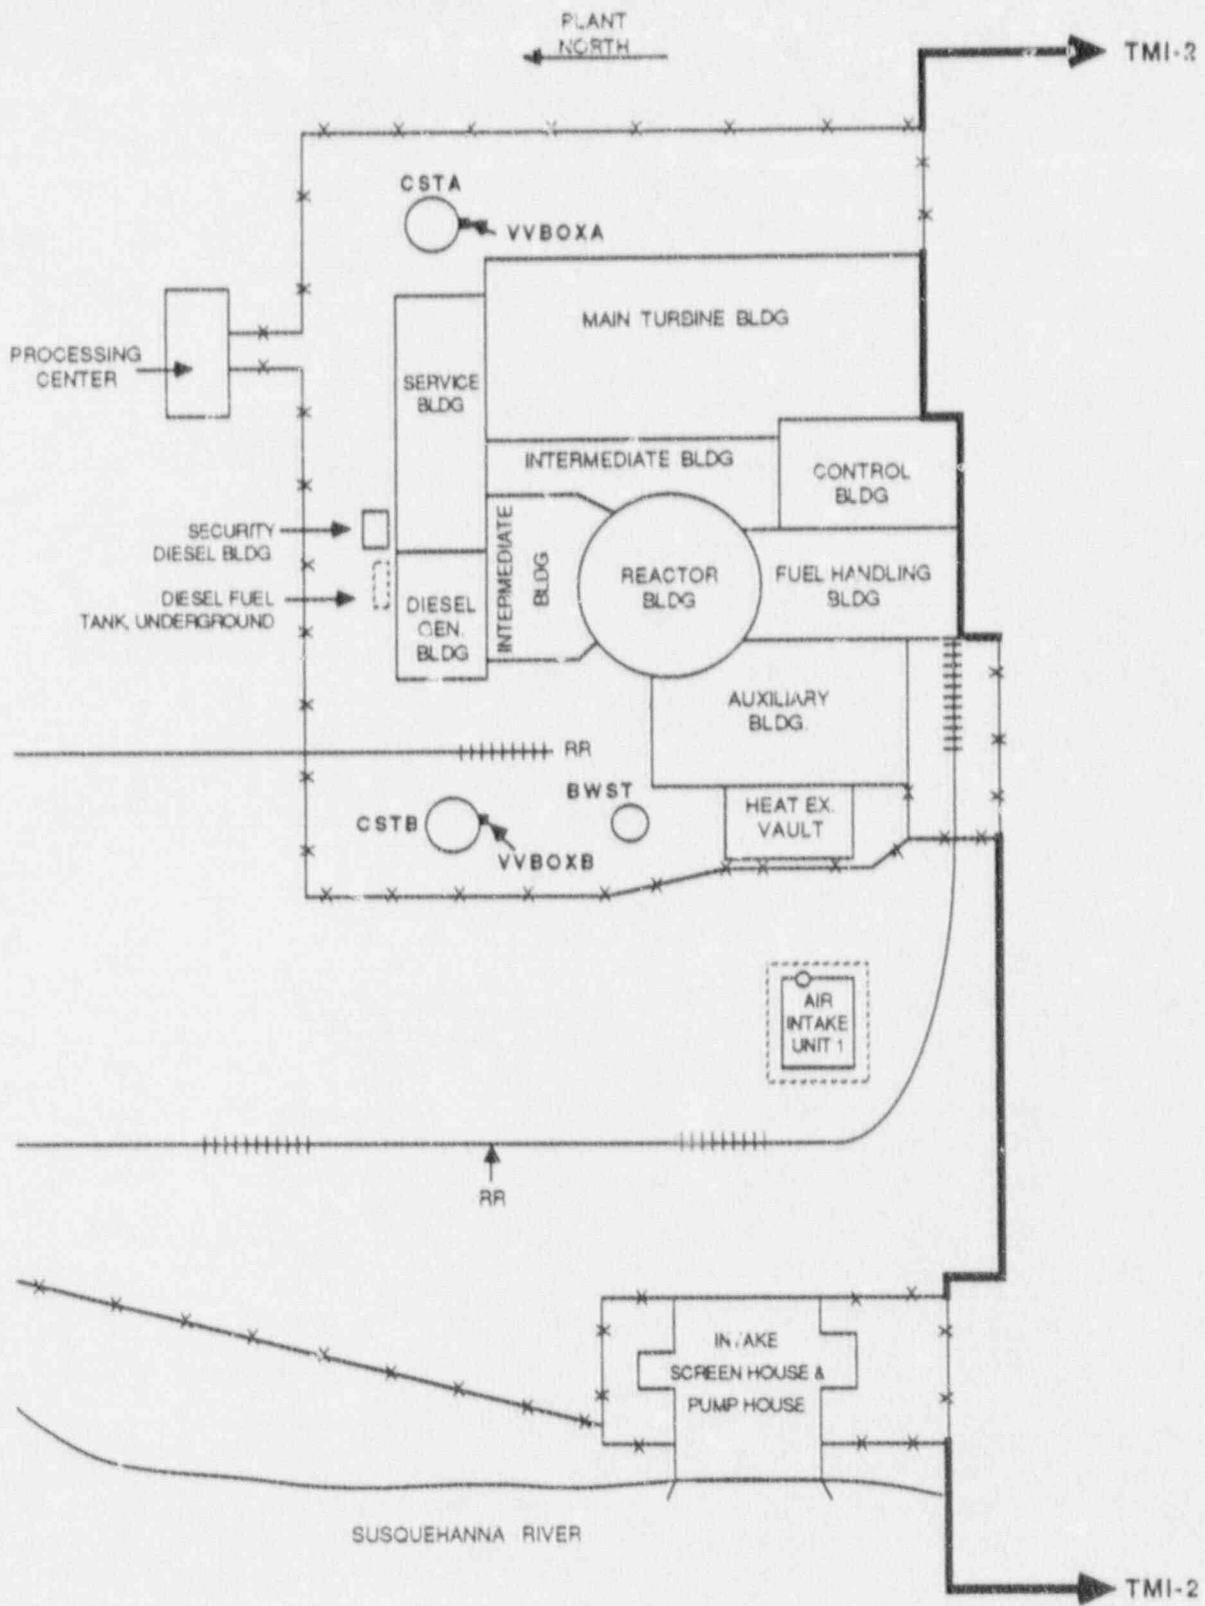 PLANT
NORTH
TMI-2
CSTA
VVBOXA
MAIN TURBINE BLDG
PROCESSING
CENTER
SERVICE
BLDG
INTERMEDIATE BLDG
CONTROL
BLDG
SECURITY
DIESEL BLDG
INTERMEDIATE
BLDG
REACTOR
BLDG
FUEL HANDLING
BLDG
DIESEL FUEL
TANK, UNDERGROUND
DIESEL
GEN.
BLDG
AUXILIARY
BLDG.
RR
BWST
CSTB
HEAT EX.
VAULT
VVBOXB
AIR
INTAKE
UNIT 1
RR
INTAKE
SCREEN HOUSE &
PUMP HOUSE
SUSQUEHANNA RIVER
TMI-2